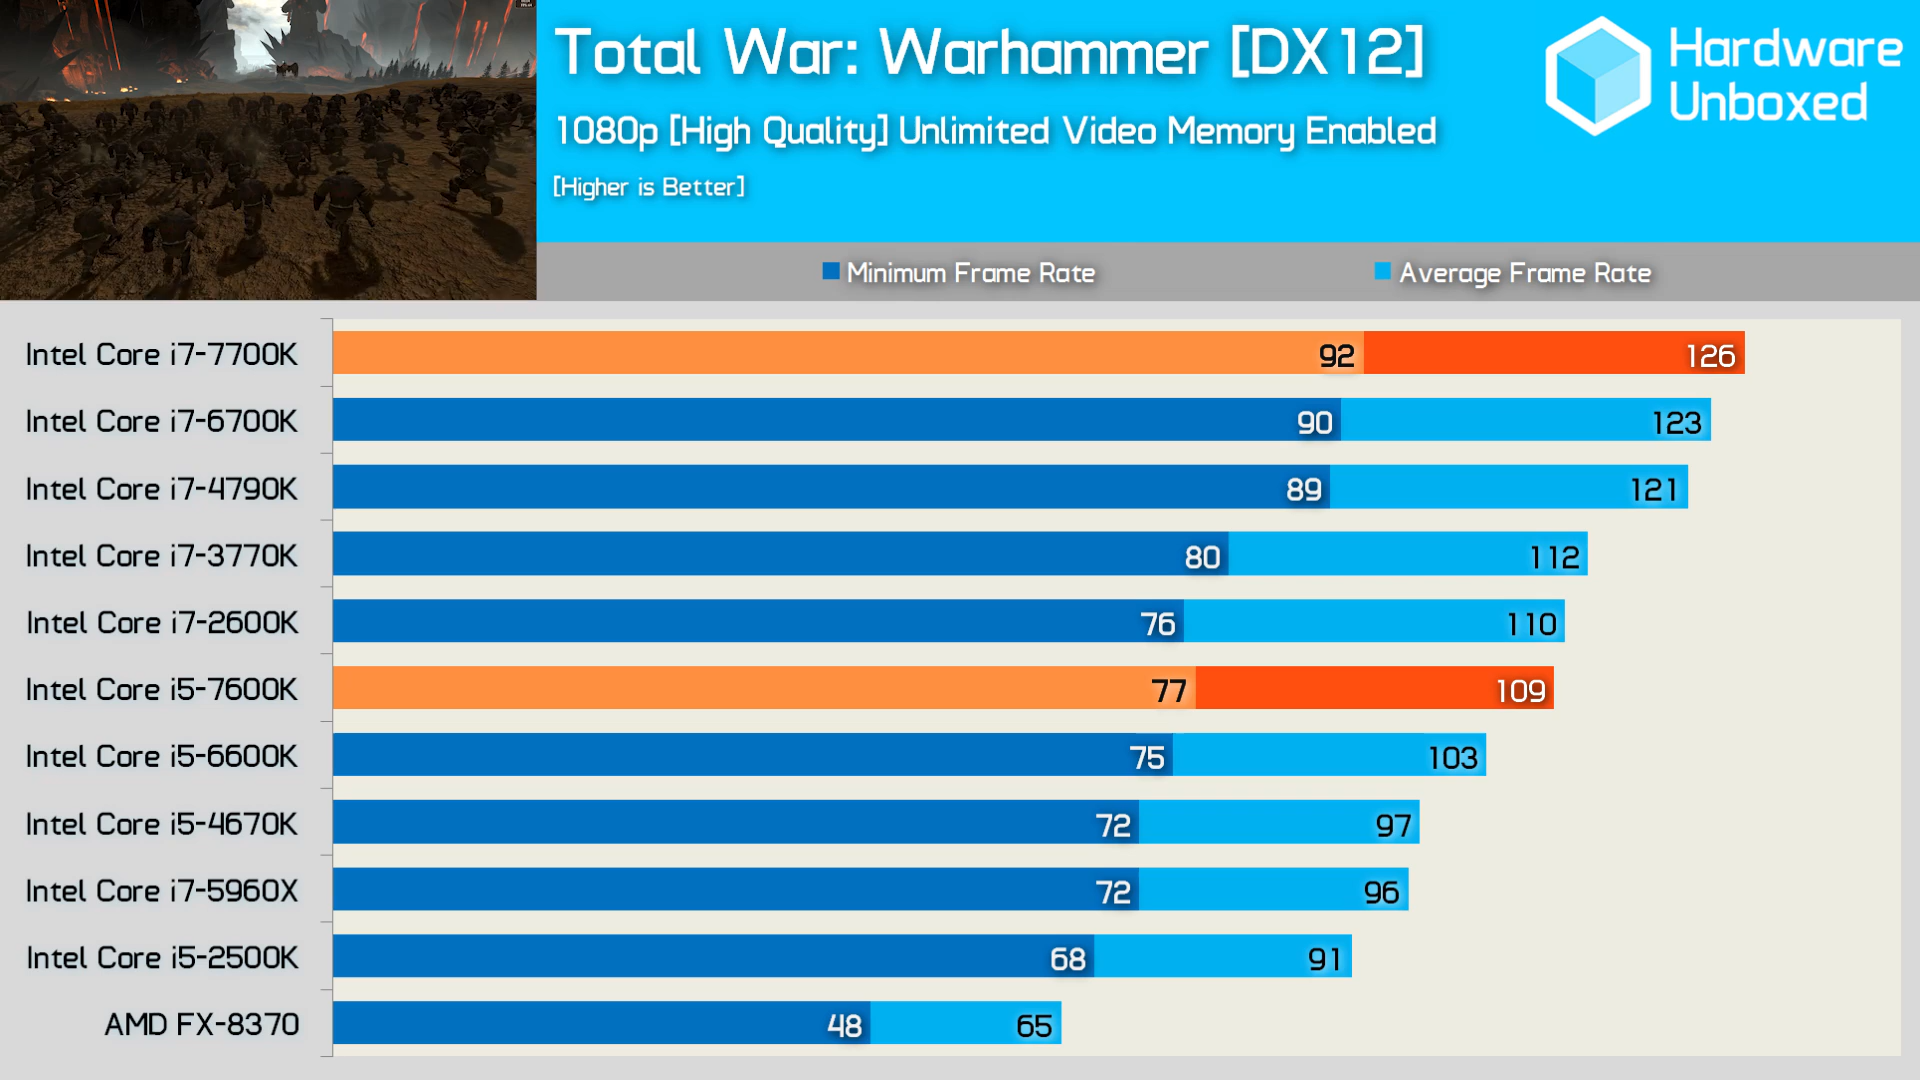 Total War: Warhammer [DX12]
1080p [High Quality] Unlimited Video Memory Enabled
[Higher is Better]
Hardware
Unboxed
Minimum Frame Rate
Average Frame Rate
Intel Core i7-7700K 92 126
Intel Core i7-6700K 90 123
Intel Core i7-4790K 89 121
Intel Core i7-3770K 80 112
Intel Core i7-2600K 76 110
Intel Core i5-7600K 77 109
Intel Core i5-6600K 75 103
Intel Core i5-4670K 72 97
Intel Core i7-5960X 72 96
Intel Core i5-2500K 68 91
AMD FX-8370 48 65